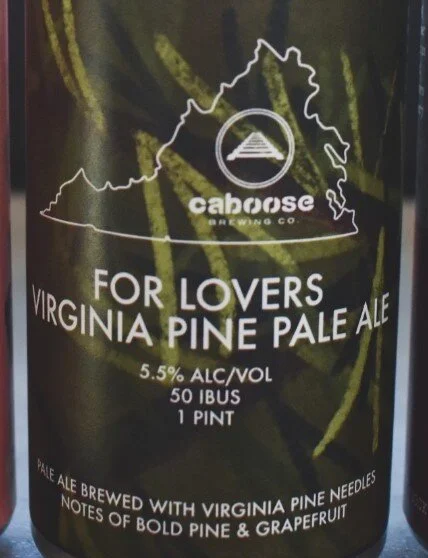 caboose
BREWING CO.
FOR LOVERS
VIRGINIA PINE PALE ALE
5.5% ALC/VOL
50 IBUS
1 PINT
PALE ALE BREWED WITH VIRGINIA PINE NEEDLES
NOTES OF BOLD PINE & GRAPEFRUIT